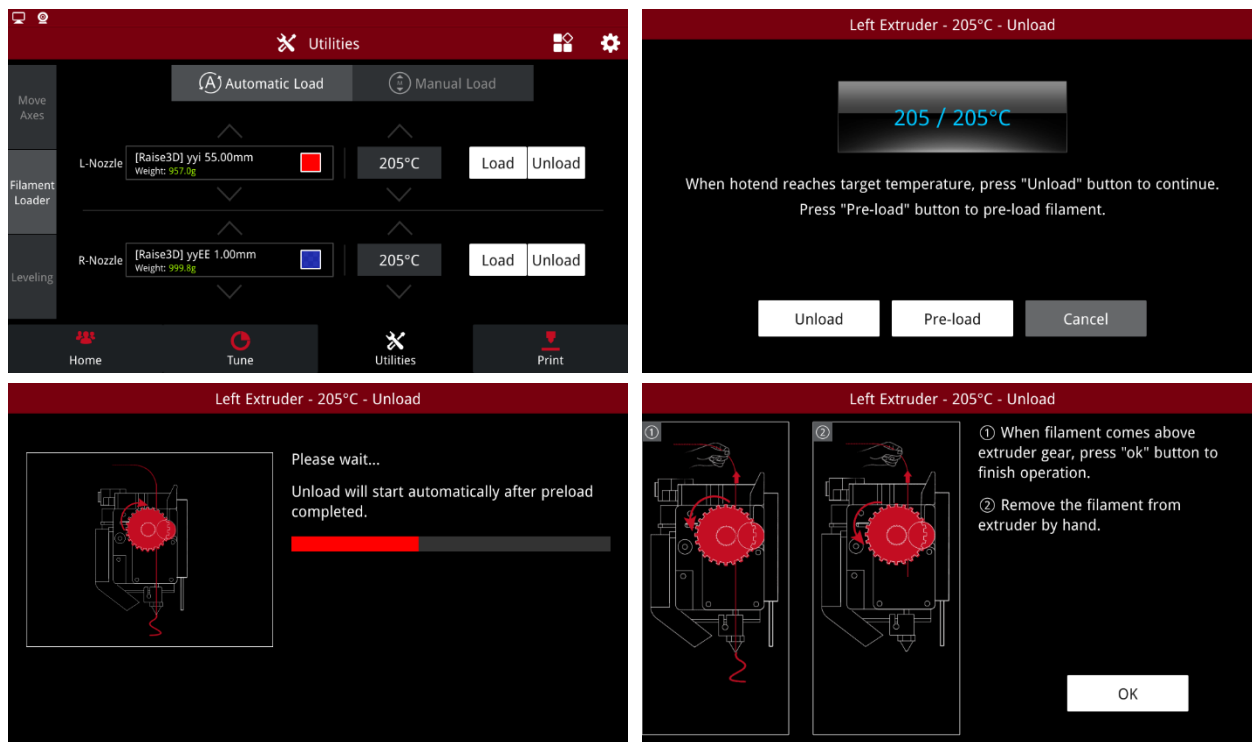 Utilities
Automatic Load
Manual Load
Move
Axes
Filament
Loader
Leveling
L-Nozzle
[Raise3D] yyi 55.00mm
Weight: 957.0g
205°C
Load
Unload
R-Nozzle
[Raise3D] yyEE 1.00mm
Weight: 999.8g
205°C
Load
Unload
Home
Tune
Utilities
Print
Left Extruder - 205°C - Unload
205 / 205°C
When hotend reaches target temperature, press "Unload" button to continue.
Press "Pre-load" button to pre-load filament.
Unload
Pre-load
Cancel
Left Extruder - 205°C - Unload
Please wait...
Unload will start automatically after preload
completed.
Left Extruder - 205°C - Unload
①
②
① When filament comes above
extruder gear, press "ok" button to
finish operation.
② Remove the filament from
extruder by hand.
OK